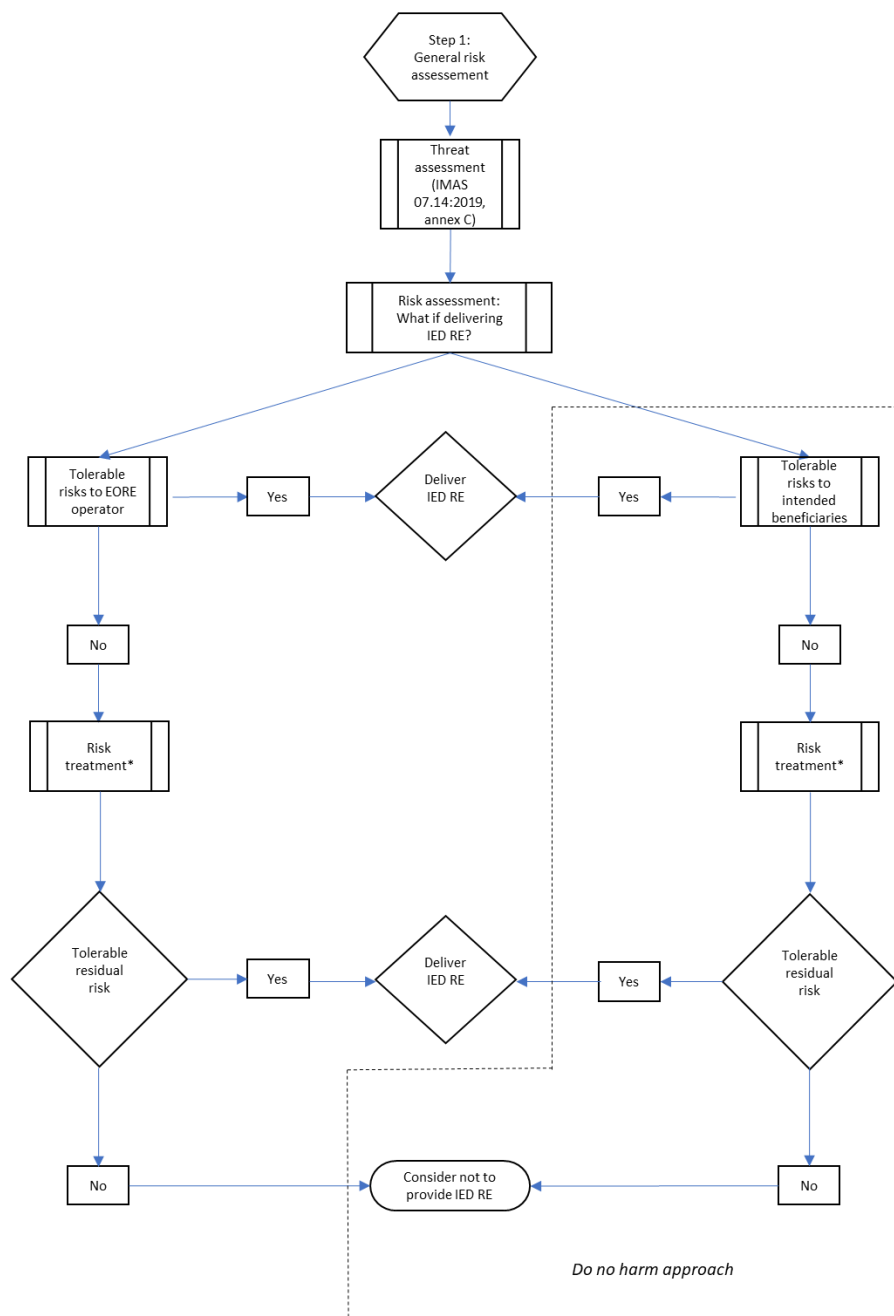 Step 1:
General risk
assessement
Threat
assessment
(IMAS
07.14:2019,
annex C)
Risk assessment:
What if delivering
IED RE?
Tolerable
risks to EORE
operator
Yes
Deliver
IED RE
Yes
Tolerable
risks to
intended
beneficiaries
No
No
Risk
treatment*
Risk
treatment*
Tolerable
residual
risk
Yes
Deliver
IED RE
Yes
Tolerable
residual
risk
No
Consider not to
provide IED RE
No
Do no harm approach